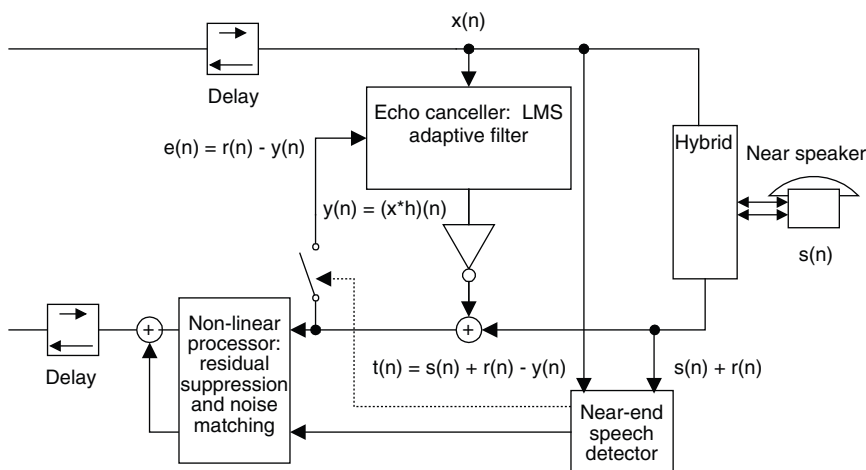 x(n)
Delay
Echo canceller: LMS
adaptive filter
Hybrid
Near speaker
e(n) = r(n) - y(n)
y(n) = (x*h)(n)
s(n)
Non-linear
processor:
residual
suppression
and noise
matching
+
+
Delay
t(n) = s(n) + r(n) - y(n)
s(n) + r(n)
Near-end
speech
detector